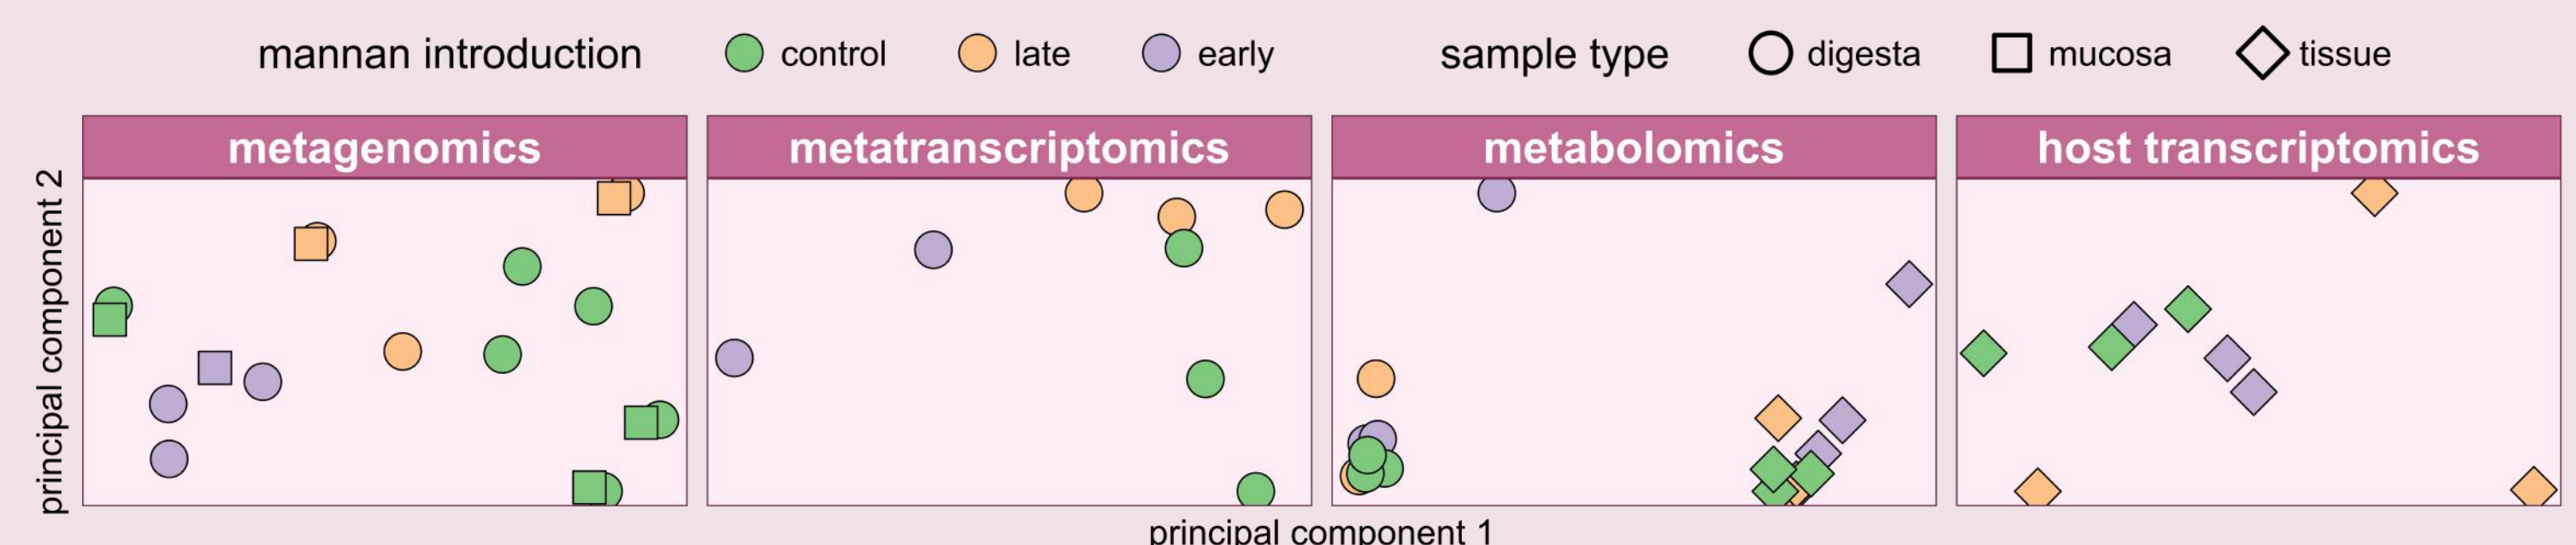 mannan introduction control late early sample type digesta mucosa tissue
metagenomics metatranscriptomics metabolomics host transcriptomics
principal component 2
principal component 1